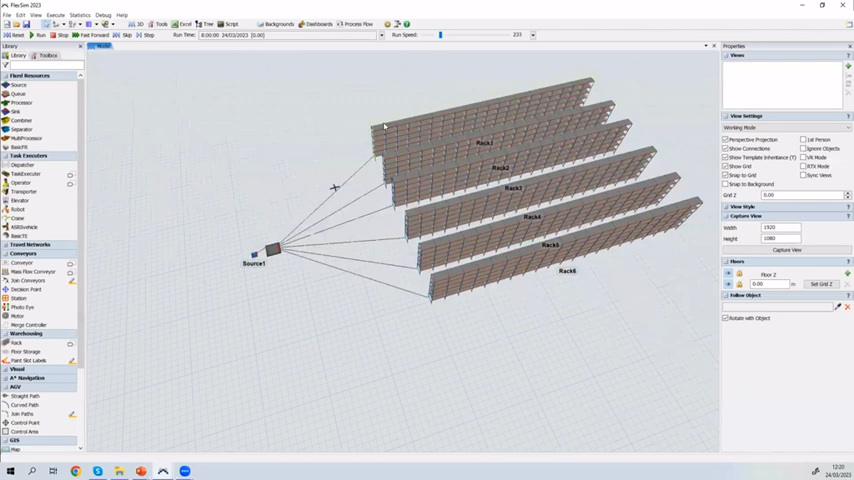 FlexSim 2023
File Edit Execute Statistics Debug Help
3D Tools Excel Tree Script Backgrounds Dashboards Process Flow
Reset Run Stop Fast Forward Skip Step Run Time: 8:00:00 24/03/2023 [0.00] Run Speed: 233
Library
Library Toolbox
Fixed Resources
Source
Queue
Processor
Sink
Combiner
Separator
MultiProcessor
BasicFR
Task Executers
Dispatcher
TaskExecuter
Operator
Transporter
Elevator
Robot
Crane
ASRSvehicle
BasicTE
Travel Networks
Conveyors
Conveyor
Mass Flow Conveyor
Join Conveyors
Decision Point
Station
Photo Eye
Motor
Merge Controller
Warehousing
Rack
Floor Storage
Paint Slot Labels
Visual
A* Navigation
AGV
Straight Path
Curved Path
Join Paths
Control Point
Control Area
GIS
Map
Model
Rack1
Rack2
Rack3
Rack4
Rack5
Rack6
Source1
Properties
Views
View Settings
Working Mode
Perspective Projection 1st Person
Show Connections Ignore Objects
Show Template Inheritance (T) VR Mode
Show Grid RTX Mode
Snap to Grid Sync Views
Snap to Background
Grid Z 0.00
View Style
Capture View
Width 1920
Height 1080
Capture View
Floors
Floor Z
0.00 m Set Grid Z
Follow Object
Rotate with Object
12:20
24/03/2023